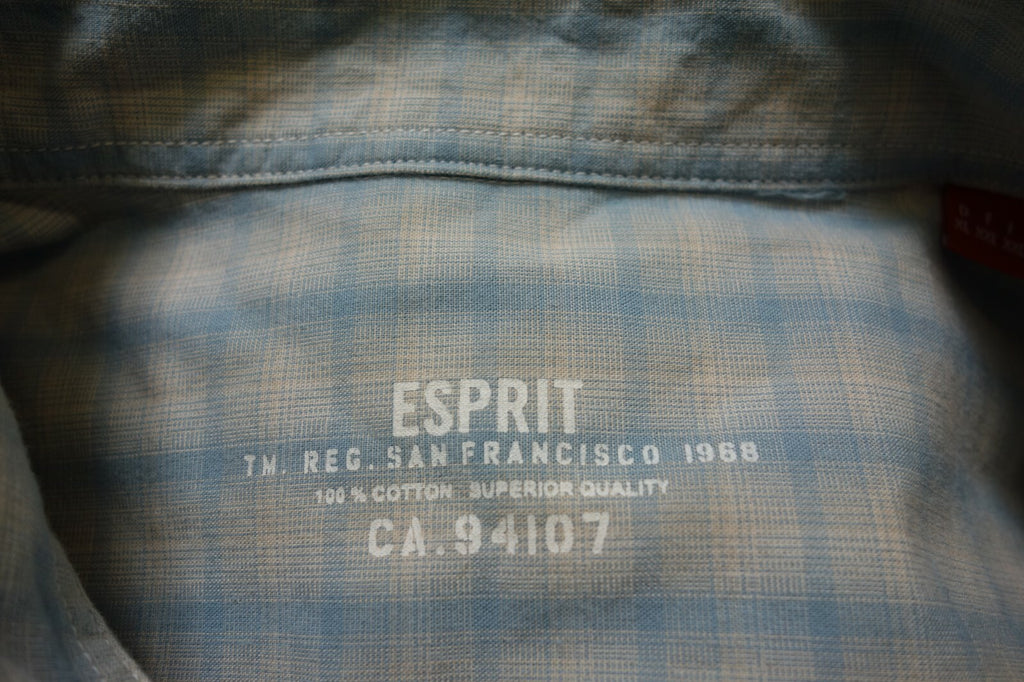 ESPRIT
TM. REG. SAN FRANCISCO 1968
100% COTTON SUPERIOR QUALITY
CA.94107